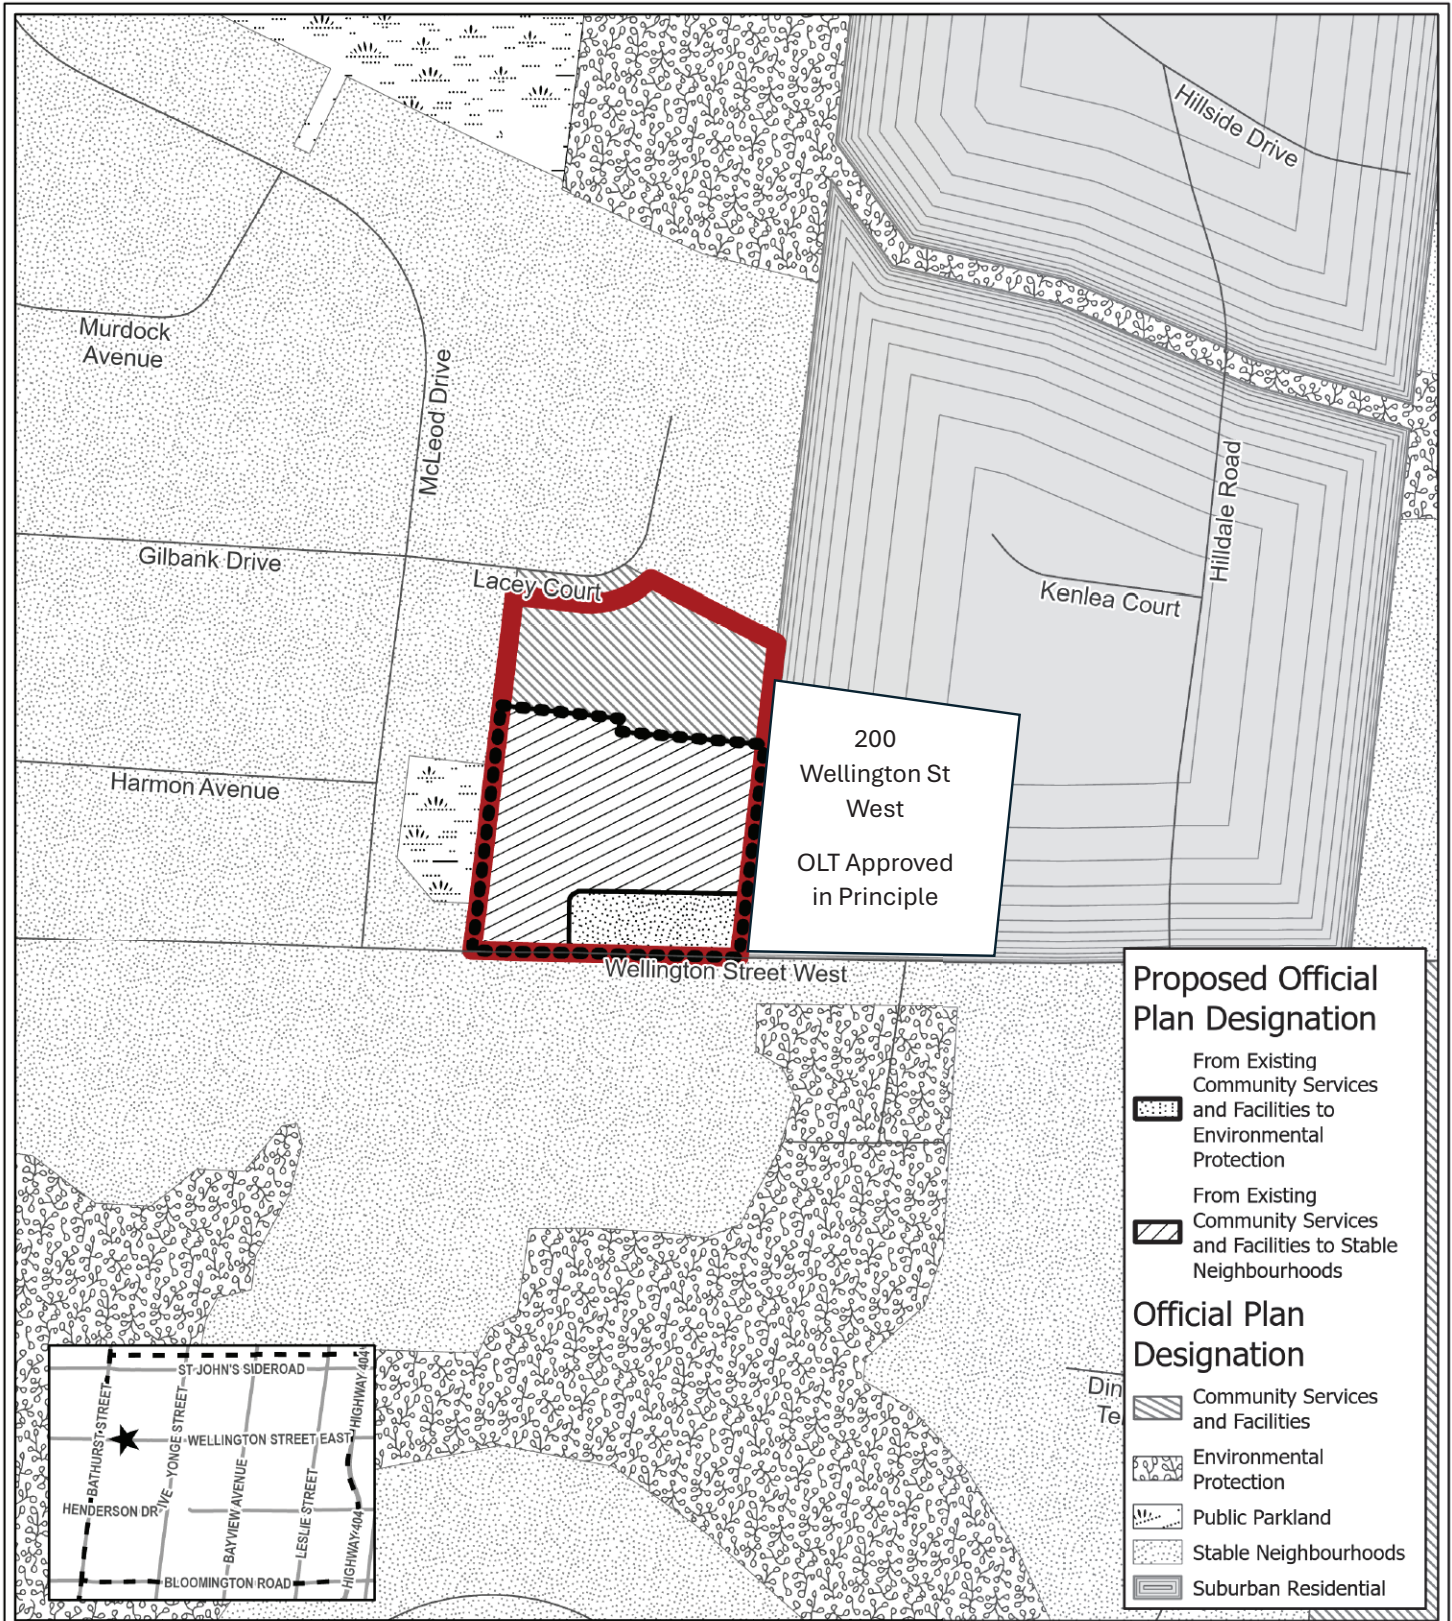 Hillside Drive
Murdock
Avenue
McLeod Drive
Hilldale Road
Gilbank Drive
Lacey Court
Kenlea Court
200
Wellington St
West
OLT Approved
in Principle
Harmon Avenue
Wellington Street West
Proposed Official
Plan Designation
From Existing
Community Services
and Facilities to
Environmental
Protection
From Existing
Community Services
and Facilities to Stable
Neighbourhoods
Official Plan
Designation
Community Services
and Facilities
Environmental
Protection
Public Parkland
Stable Neighbourhoods
Suburban Residential
Din
Te
ST JOHN'S SIDEROAD
BATHURST STREET
YONGE STREET
HIGHWAY 404
WELLINGTON STREET EAST
HENDERSON DRIVE
BAYVIEW AVENUE
LESLIE STREET
HIGHWAY 404
BLOOMINGTON ROAD